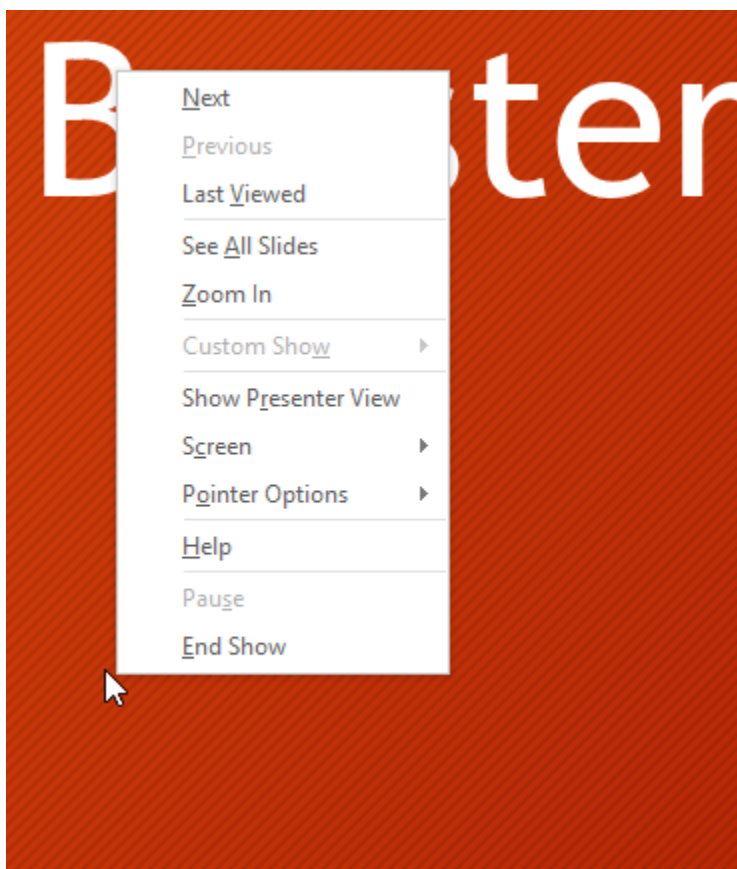 Next
Previous
Last Viewed
See All Slides
Zoom In
Custom Show
Show Presenter View
Screen
Pointer Options
Help
Pause
End Show